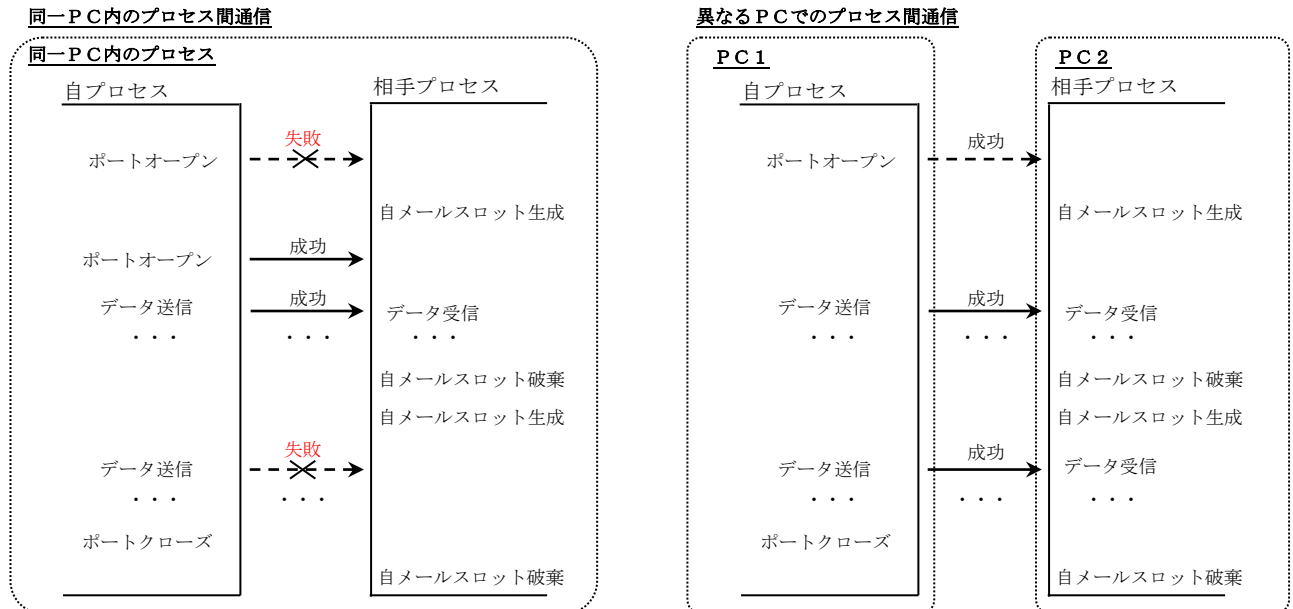 同一ＰＣ内のプロセス間通信
同一ＰＣ内のプロセス
自プロセス
相手プロセス
ポートオープン
失敗
自メールスロット生成
ポートオープン
成功
データ送信
成功
データ受信
・・・
・・・
・・・
自メールスロット破棄
自メールスロット生成
データ送信
失敗
・・・
・・・
ポートクローズ
自メールスロット破棄
異なるＰＣでのプロセス間通信
ＰＣ１
ＰＣ２
自プロセス
相手プロセス
ポートオープン
成功
自メールスロット生成
データ送信
成功
データ受信
・・・
・・・
・・・
自メールスロット破棄
自メールスロット生成
データ送信
成功
データ受信
・・・
・・・
・・・
ポートクローズ
自メールスロット破棄